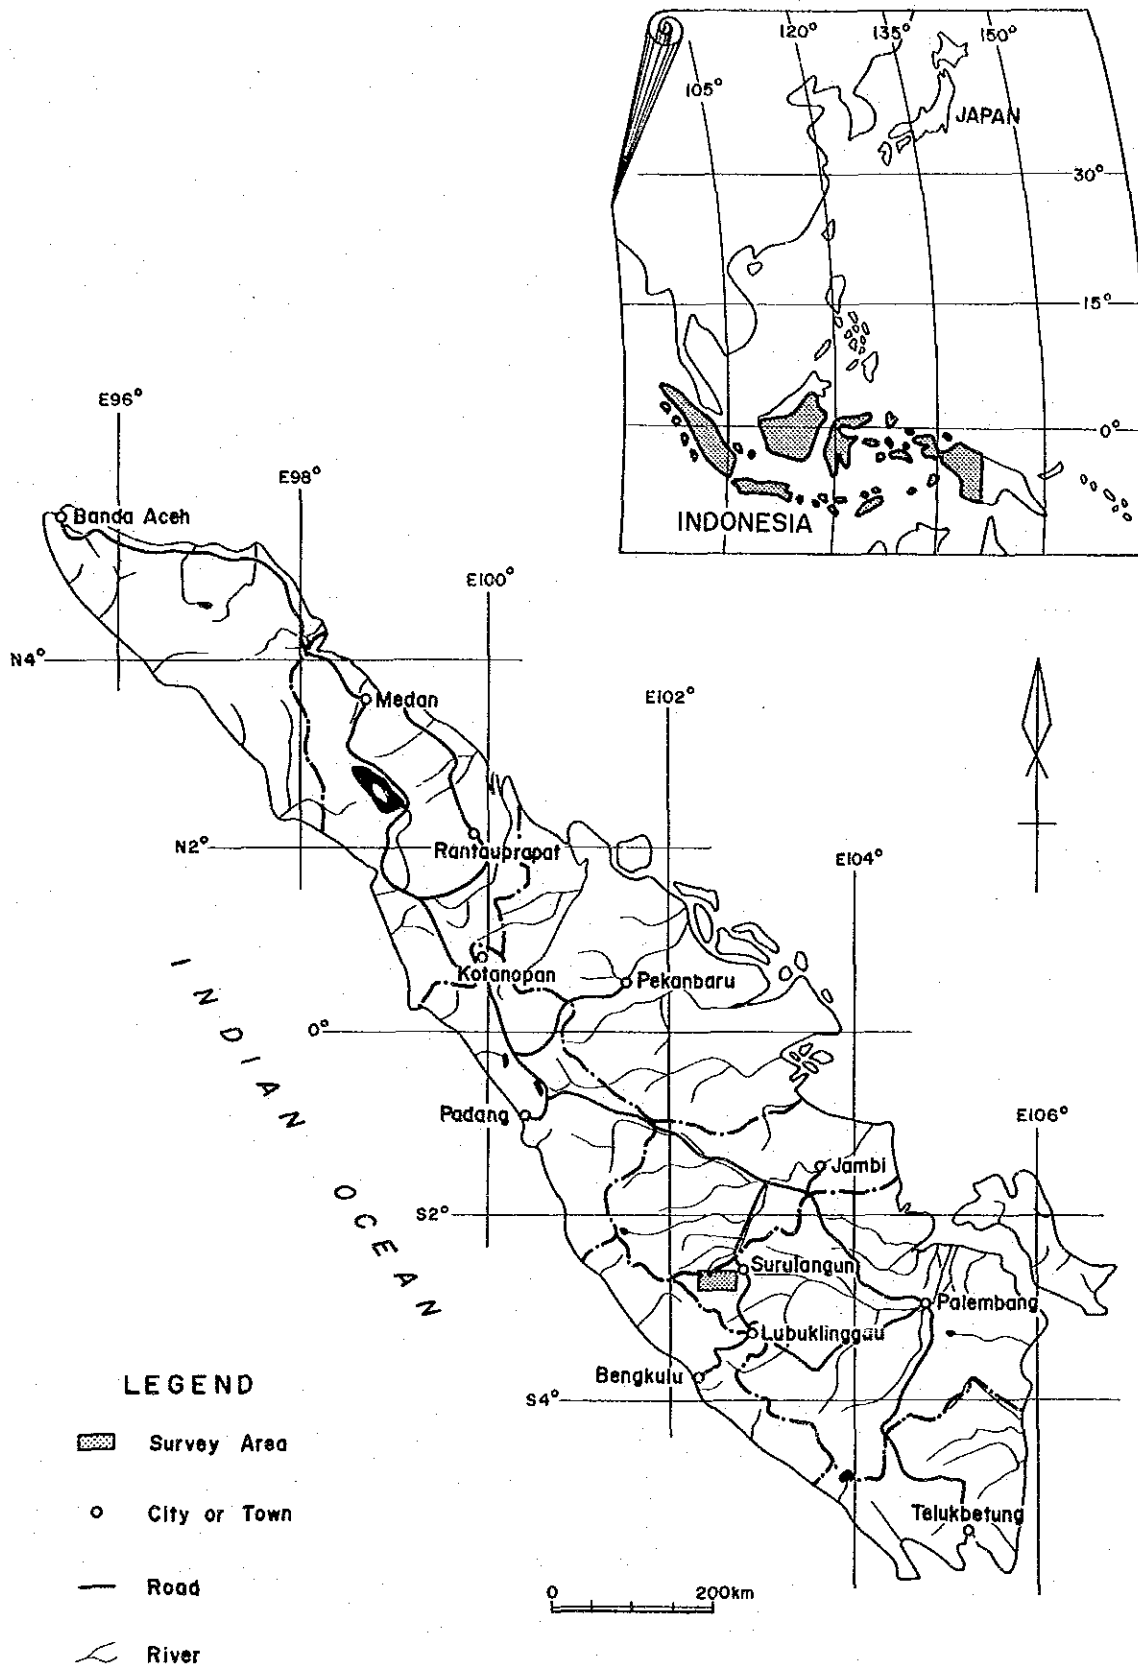 120°
135°
150°
105°
JAPAN
30°
15°
0°
INDONESIA
E96°
E98°
Banda Aceh
E100°
N4°
Medan
E102°
N2°
Rantauprapat
E104°
Kotanopan
Pekanbaru
0°
INDIAN OCEAN
Padang
E106°
Jambi
S2°
Surulangun
Palembang
Lubuklinggau
Bengkulu
S4°
Telukbetung
LEGEND
Survey Area
City or Town
Road
River
0 200km